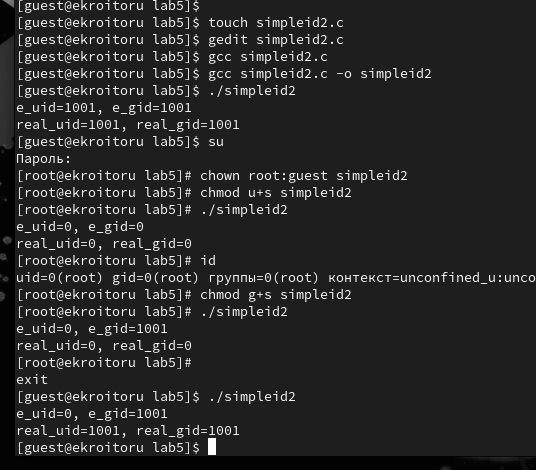 [guest@ekroitoru lab5]$
[guest@ekroitoru lab5]$ touch simpleid2.c
[guest@ekroitoru lab5]$ gedit simpleid2.c
[guest@ekroitoru lab5]$ gcc simpleid2.c
[guest@ekroitoru lab5]$ gcc simpleid2.c -o simpleid2
[guest@ekroitoru lab5]$ ./simpleid2
e_uid=1001, e_gid=1001
real_uid=1001, real_gid=1001
[guest@ekroitoru lab5]$ su
Пароль:
[root@ekroitoru lab5]# chown root:guest simpleid2
[root@ekroitoru lab5]# chmod u+s simpleid2
[root@ekroitoru lab5]# ./simpleid2
e_uid=0, e_gid=0
real_uid=0, real_gid=0
[root@ekroitoru lab5]# id
uid=0(root) gid=0(root) группы=0(root) контекст=unconfined_u:unco
[root@ekroitoru lab5]# chmod g+s simpleid2
[root@ekroitoru lab5]# ./simpleid2
e_uid=0, e_gid=1001
real_uid=0, real_gid=0
[root@ekroitoru lab5]#
exit
[guest@ekroitoru lab5]$ ./simpleid2
e_uid=0, e_gid=1001
real_uid=1001, real_gid=1001
[guest@ekroitoru lab5]$